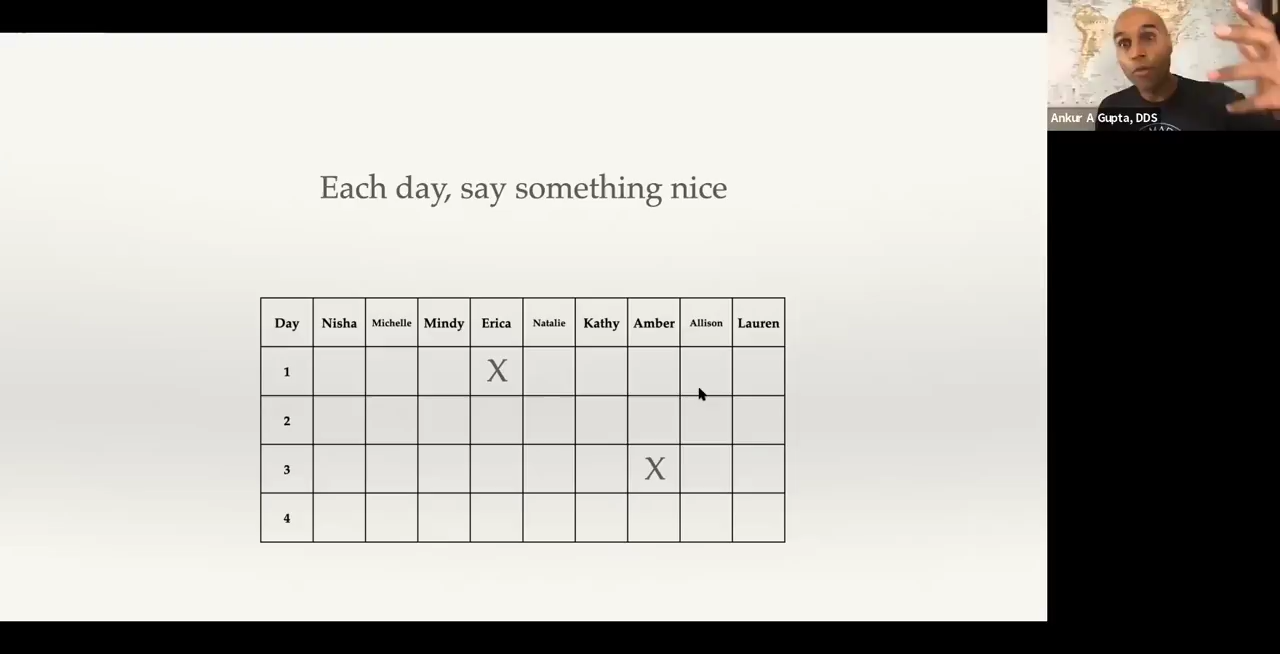 Ankur A Gupta, DDS
Each day, say something nice
Day Nisha Michelle Mindy Erica Natalie Kathy Amber Allison Lauren
1 X
2
3 X
4